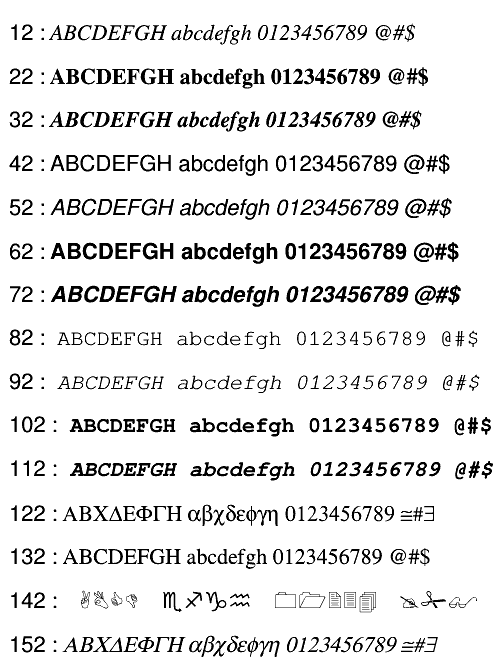 12 : ABCDEFGH abcdefgh 0123456789 @#$
22 : ABCDEFGH abcdefgh 0123456789 @#$
32 : ABCDEFGH abcdefgh 0123456789 @#$
42 : ABCDEFGH abcdefgh 0123456789 @#$
52 : ABCDEFGH abcdefgh 0123456789 @#$
62 : ABCDEFGH abcdefgh 0123456789 @#$
72 : ABCDEFGH abcdefgh 0123456789 @#$
82 : ABCDEFGH abcdefgh 0123456789 @#$
92 : ABCDEFGH abcdefgh 0123456789 @#$
102 : ABCDEFGH abcdefgh 0123456789 @#$
112 : ABCDEFGH abcdefgh 0123456789 @#$
122 : ΑΒΧΔΕΦΓΗ αβχδεϕγη 0123456789 ≅#∃
132 : ABCDEFGH abcdefgh 0123456789 @#$
142 : ✌👌👍👎 ♏♐♑♒ 📁📂📄🗏🗐 🖎✂👓
152 : ΑΒΧΔΕΦΓΗ αβχδεϕγη 0123456789 ≅#∃